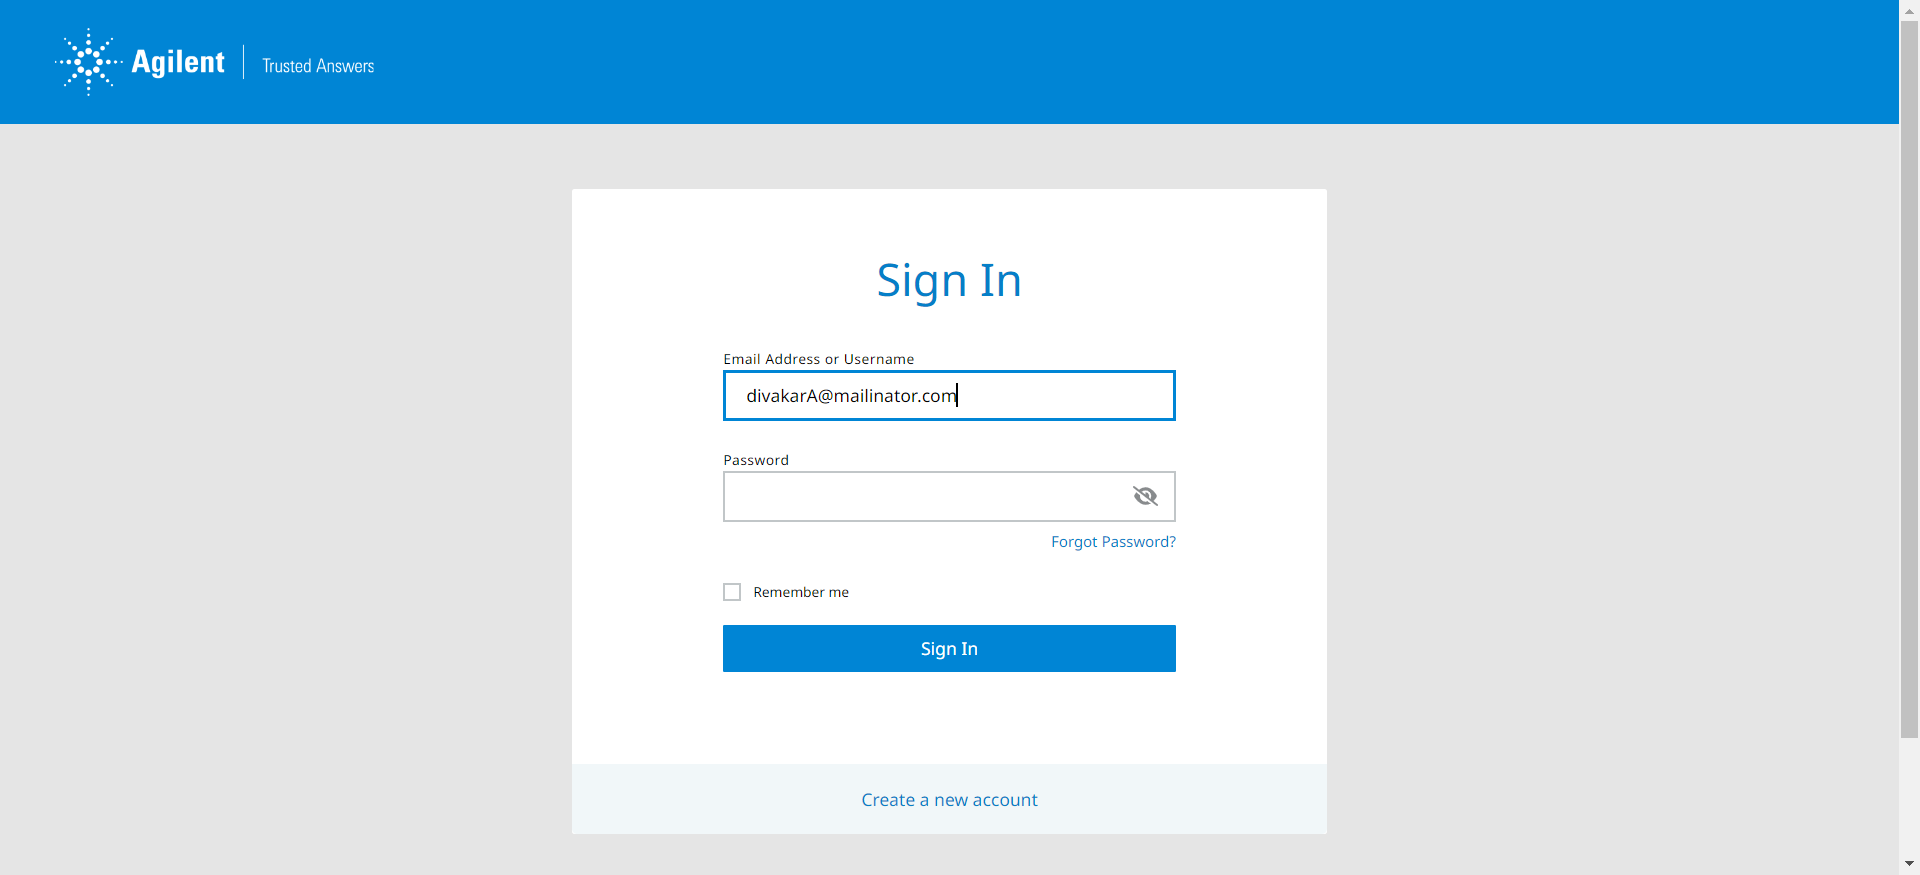 Agilent | Trusted Answers
Sign In
Email Address or Username
divakarA@mailinator.com
Password
Forgot Password?
Remember me
Sign In
Create a new account